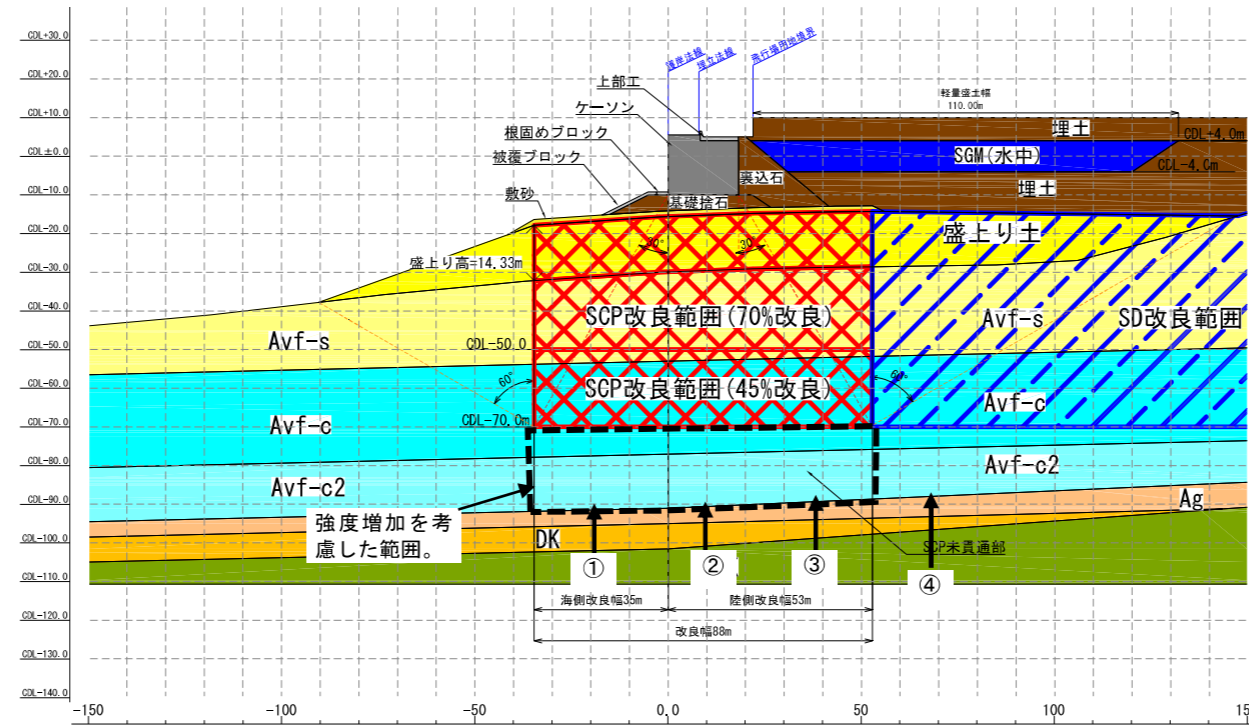 CDL+30.0
CDL+20.0
CDL+10.0
CDL±0.0
CDL-10.0
CDL-20.0
CDL-30.0
CDL-40.0
CDL-50.0
CDL-60.0
CDL-70.0
CDL-80.0
CDL-90.0
CDL-100.0
CDL-110.0
CDL-120.0
CDL-130.0
CDL-140.0
護岸法線
埋立法線
飛行場用地境界
上部工
ケーソン
根固めブロック
被覆ブロック
敷砂
軽量盛土幅
110.00m
埋土
CDL+4.0m
SGM(水中)
CDL-4.0m
裏込石
埋土
基礎捨石
盛上り土
30°
盛上り高=14.33m
SCP改良範囲(70%改良)
Avf-s
Avf-s
SD改良範囲
CDL-50.0
SCP改良範囲(45%改良)
60°
60°
Avf-c
Avf-c
CDL-70.0m
Avf-c2
Avf-c2
Ag
強度増加を考
慮した範囲。
DK
SCP未貫通部
①
②
③
④
海側改良幅35m
陸側改良幅53m
改良幅88m
-150
-100
-50
0.0
50
100